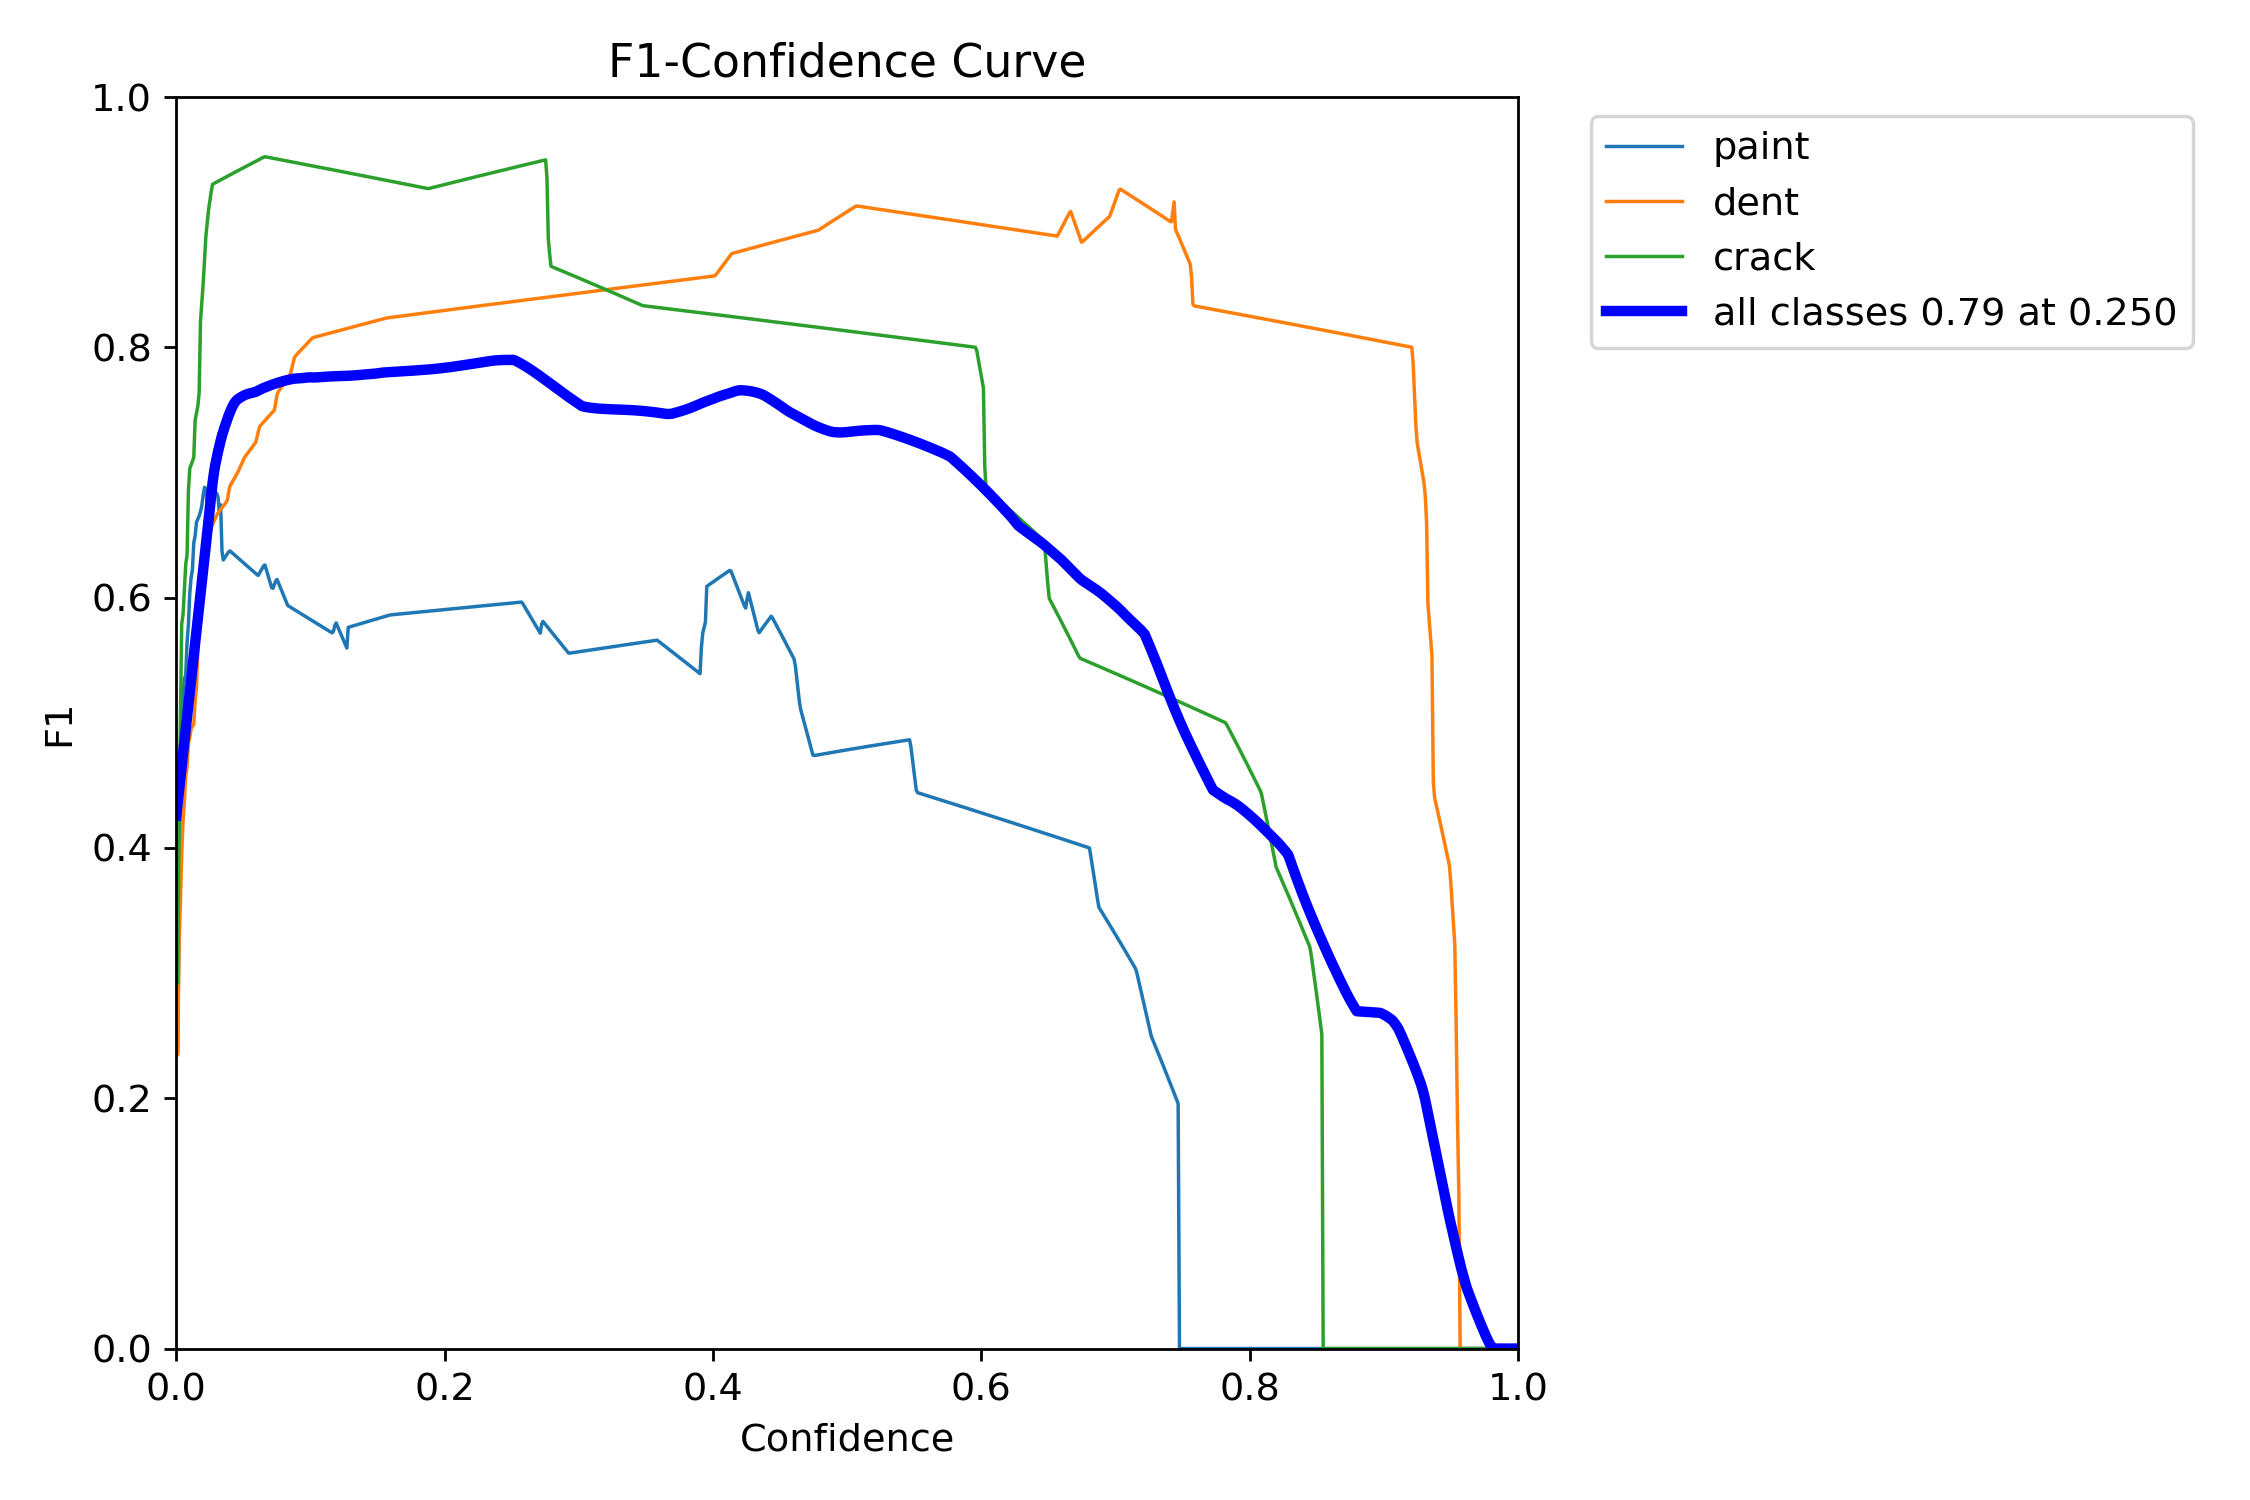 F1-Confidence Curve
1.0
0.8
0.6
0.4
0.2
0.0
F1
0.0 0.2 0.4 0.6 0.8 1.0
Confidence
paint
dent
crack
all classes 0.79 at 0.250